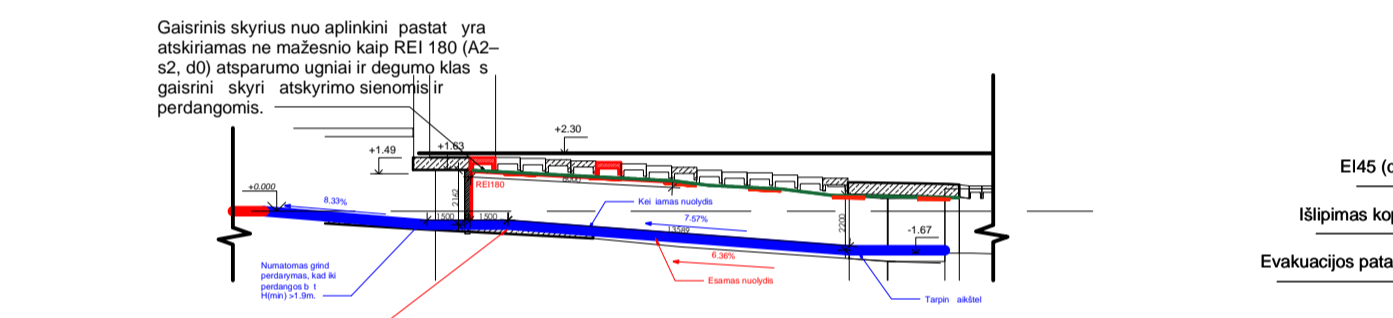 Gaisrinis skyrius nuo aplinkini pastat yra
atskiriamas ne mažesnio kaip REI 180 (A2–
s2, d0) atsparumo ugniai ir degumo klas s
gaisrini skyri atskyrimo sienomis ir
perdangomis.
+2.30
+1.63
+1.49
REI180
2142
+0.000
8,33%
1500
1500
Kei iamas nuolydis
7.57%
6.36%
Esamas nuolydis
2200
-1.67
Numatomas grind
perdarymas, kad iki
perdangos b t
H(min) >1.9m.
Tarpin aikštel
EI45 (
Išlipimas ko
Evakuacijos pata